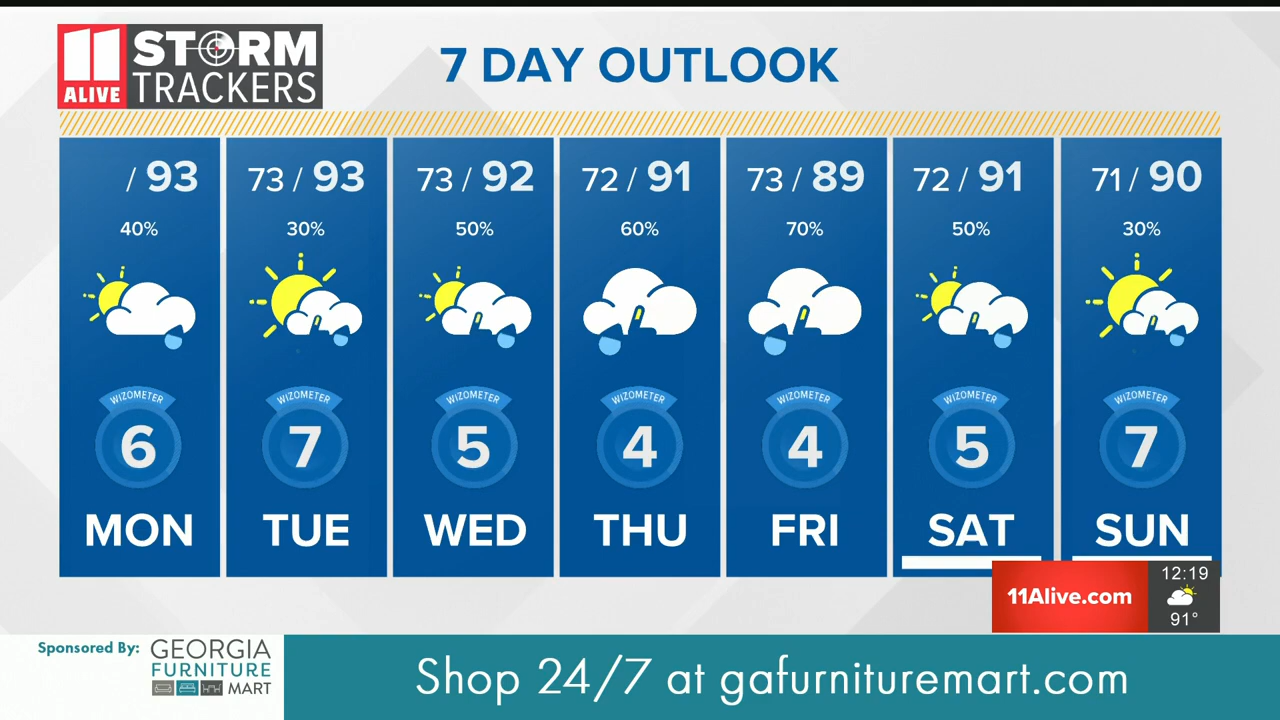 11 ALIVE STORM TRACKERS
7 DAY OUTLOOK
/ 93 73 / 93 73 / 92 72 / 91 73 / 89 72 / 91 71 / 90
40% 30% 50% 60% 70% 50% 30%
WIZOMETER WIZOMETER WIZOMETER WIZOMETER WIZOMETER WIZOMETER WIZOMETER
6 7 5 4 4 5 7
MON TUE WED THU FRI SAT SUN
11Alive.com
12:19
91°
Sponsored By:
GEORGIA
FURNITURE
MART
Shop 24/7 at gafurnituremart.com